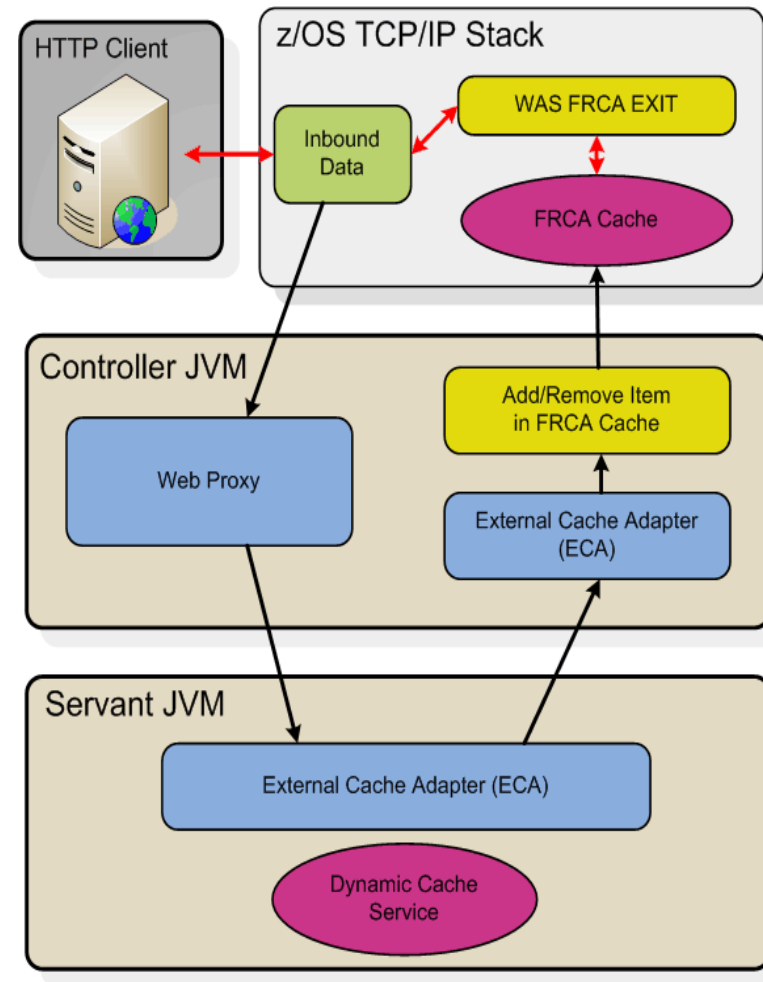 HTTP Client
z/OS TCP/IP Stack
WAS FRCA EXIT
Inbound
Data
FRCA Cache
Controller JVM
Add/Remove Item
in FRCA Cache
Web Proxy
External Cache Adapter
(ECA)
Servant JVM
External Cache Adapter (ECA)
Dynamic Cache
Service